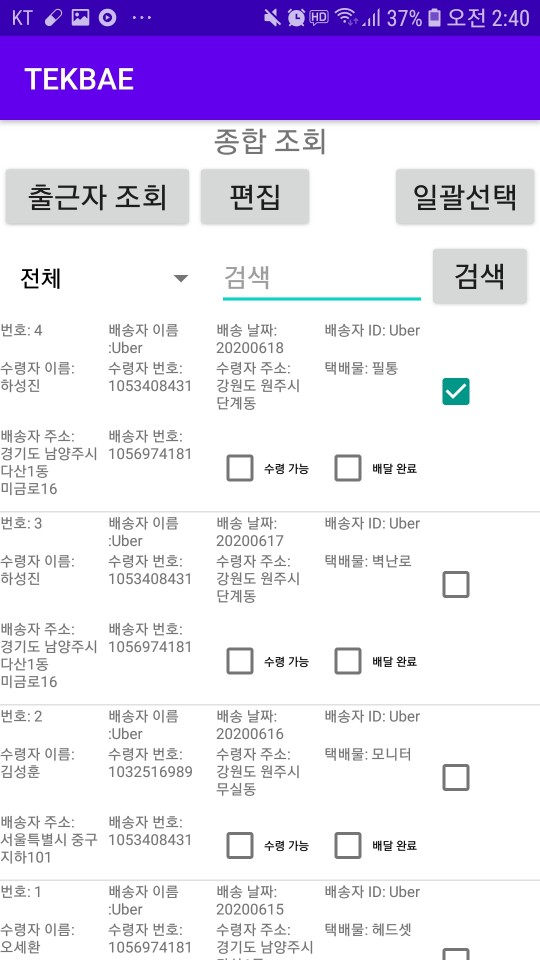 KT ... HD 37% 오전 2:40
TEKBAE
종합 조회
출근자 조회 편집 일괄선택
전체 검색 검색
번호: 4 배송자 이름 배송 날짜: 배송자 ID: Uber
:Uber 20200618
수령자 이름: 수령자 번호: 수령자 주소: 택배물: 필통
하성진 1053408431 강원도 원주시
단계동
배송자 주소: 배송자 번호:
경기도 남양주시 1056974181
다산1동 수령 가능 배달 완료
미금로16
번호: 3 배송자 이름 배송 날짜: 배송자 ID: Uber
:Uber 20200617
수령자 이름: 수령자 번호: 수령자 주소: 택배물: 벽난로
하성진 1053408431 강원도 원주시
단계동
배송자 주소: 배송자 번호:
경기도 남양주시 1056974181
다산1동 수령 가능 배달 완료
미금로16
번호: 2 배송자 이름 배송 날짜: 배송자 ID: Uber
:Uber 20200616
수령자 이름: 수령자 번호: 수령자 주소: 택배물: 모니터
김성훈 1032516989 강원도 원주시
무실동
배송자 주소: 배송자 번호:
서울특별시 중구 1053408431 수령 가능 배달 완료
지하101
번호: 1 배송자 이름 배송 날짜: 배송자 ID: Uber
:Uber 20200615
수령자 이름: 수령자 번호: 수령자 주소: 택배물: 헤드셋
오세환 1056974181 경기도 남양주시